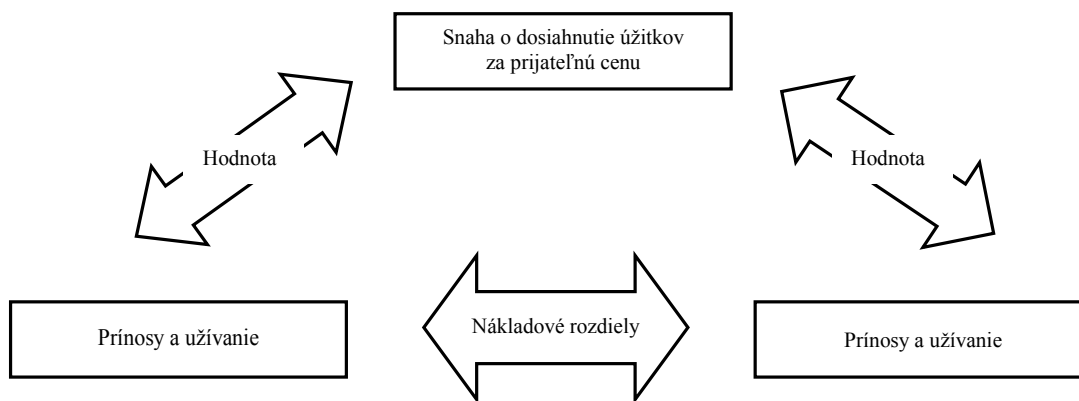 Snaha o dosiahnutie úžitkov
za prijateľnú cenu
Hodnota
Hodnota
Prínosy a užívanie
Nákladové rozdiely
Prínosy a užívanie